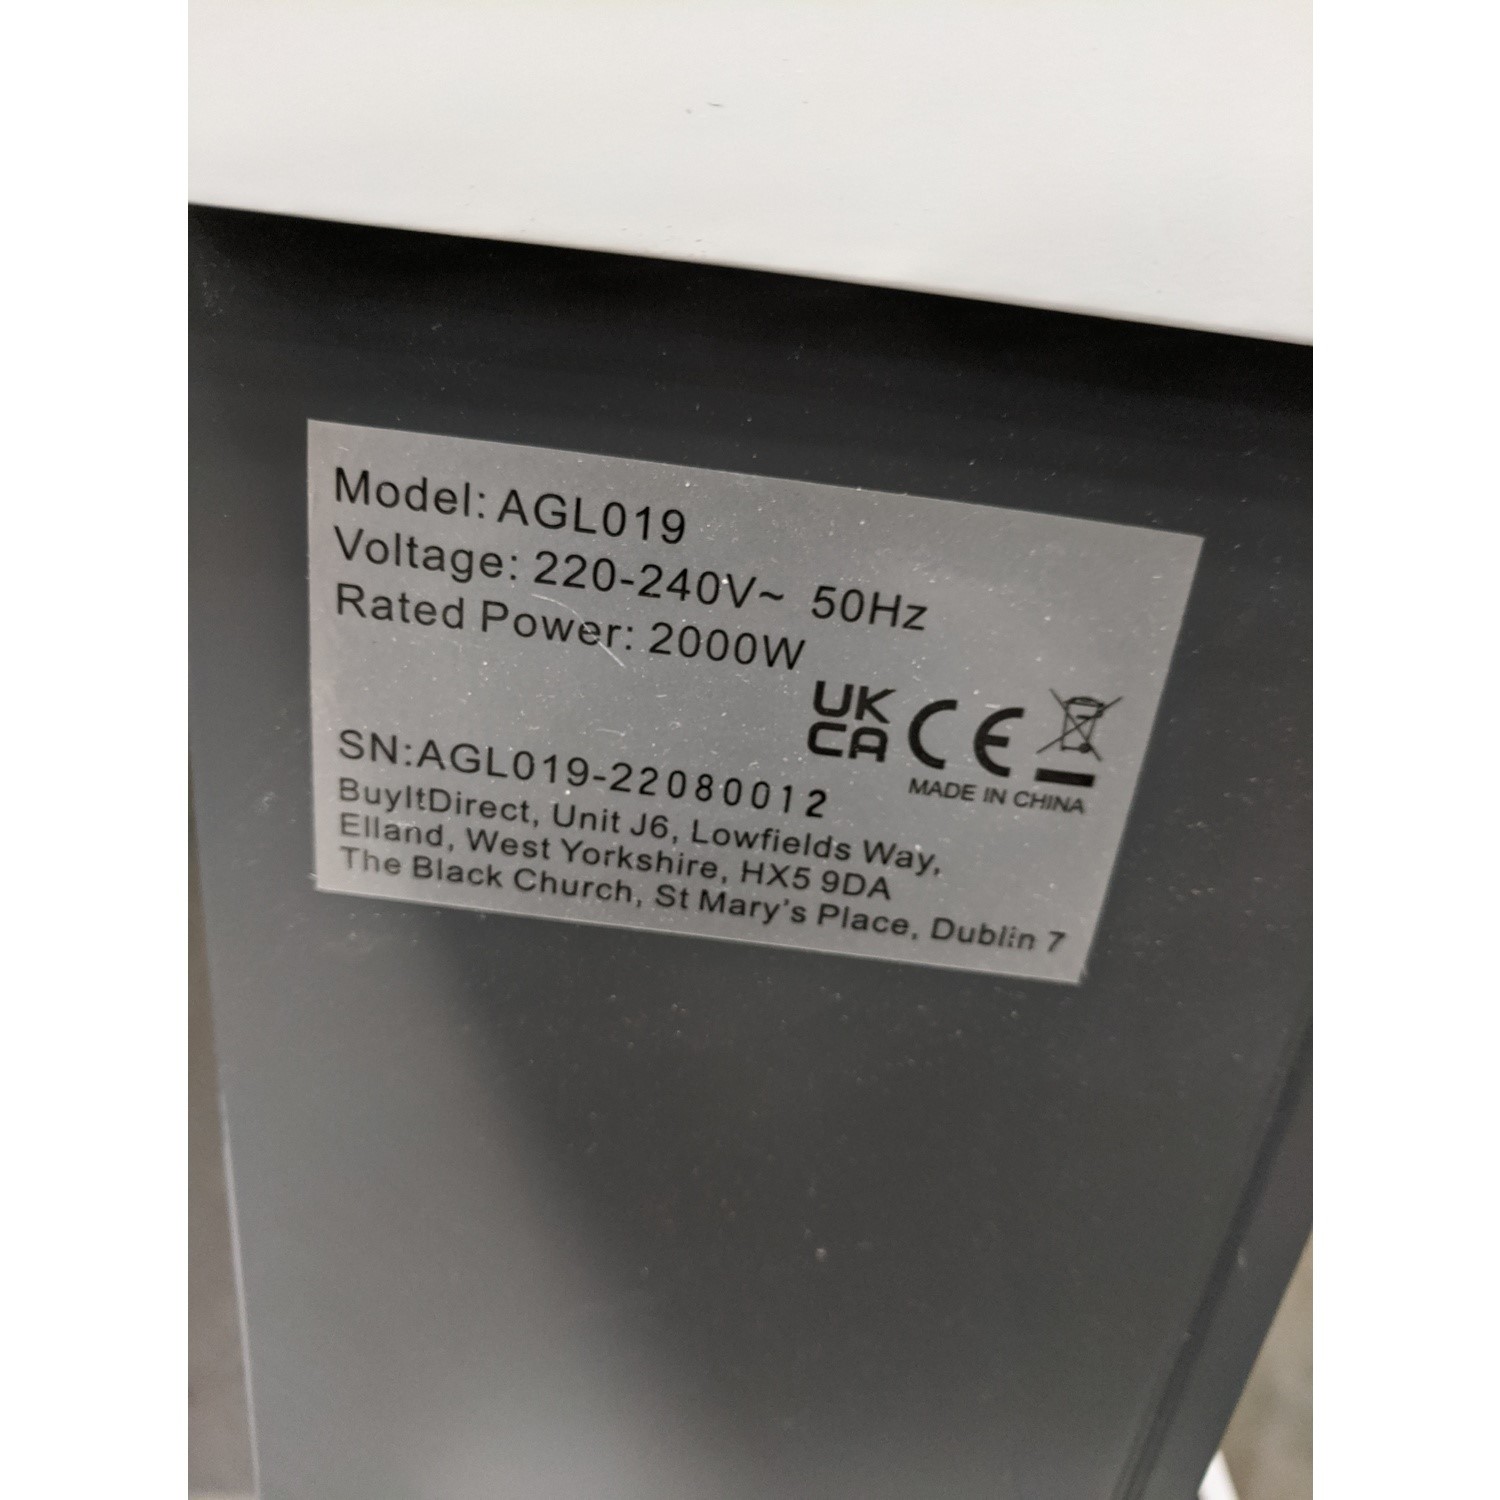 Model: AGL019
Voltage: 220-240V~ 50Hz
Rated Power: 2000W
UK
CA CE
MADE IN CHINA
SN:AGL019-22080012
BuyItDirect, Unit J6, Lowfields Way,
Elland, West Yorkshire, HX5 9DA
The Black Church, St Mary's Place, Dublin 7